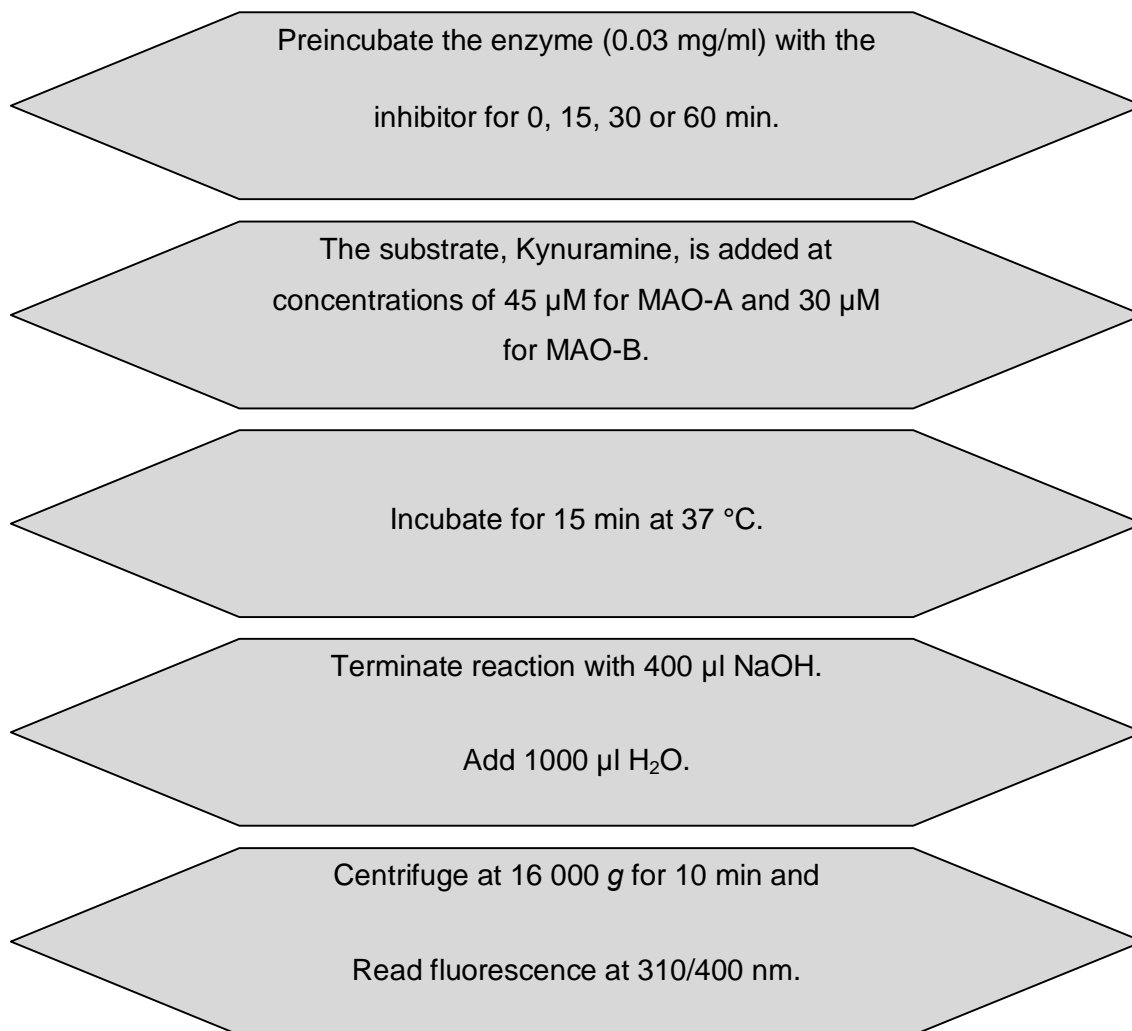 Preincubate the enzyme (0.03 mg/ml) with the
inhibitor for 0, 15, 30 or 60 min.
The substrate, Kynuramine, is added at
concentrations of 45 µM for MAO-A and 30 µM
for MAO-B.
Incubate for 15 min at 37 °C.
Terminate reaction with 400 µl NaOH.
Add 1000 µl H₂O.
Centrifuge at 16 000 g for 10 min and
Read fluorescence at 310/400 nm.